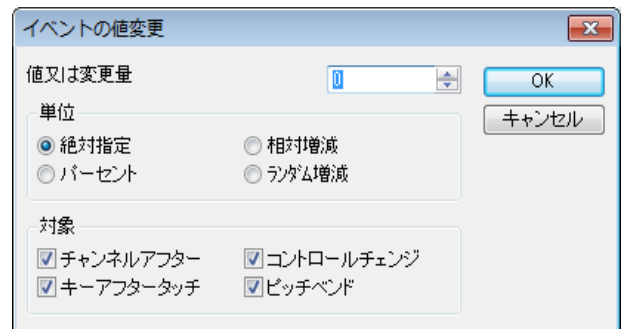 イベントの値変更
値又は変更量 0 OK
単位 キャンセル
絶対指定 相対増減
パーセント ランダム増減
対象
チャンネルアフター コントロールチェンジ
キーアフタータッチ ピッチベンド